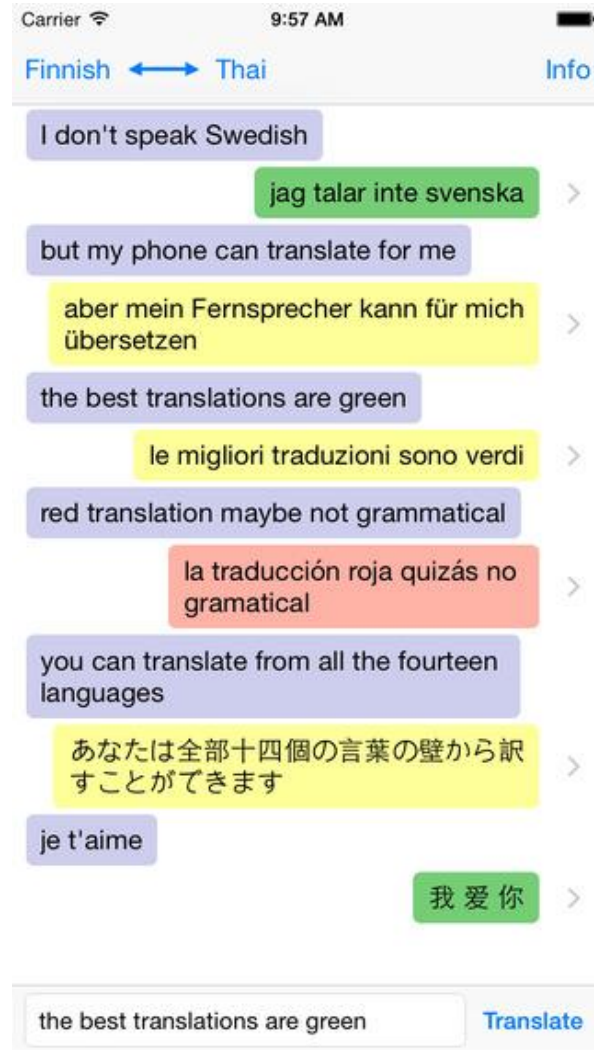 Carrier 9:57 AM
Finnish ⟷ Thai Info
I don't speak Swedish
jag talar inte svenska
but my phone can translate for me
aber mein Fernsprecher kann für mich
übersetzen
the best translations are green
le migliori traduzioni sono verdi
red translation maybe not grammatical
la traducción roja quizás no
gramatical
you can translate from all the fourteen
languages
あなたは全部十四個の言葉の壁から訳
すことができます
je t'aime
我 爱 你
the best translations are green Translate